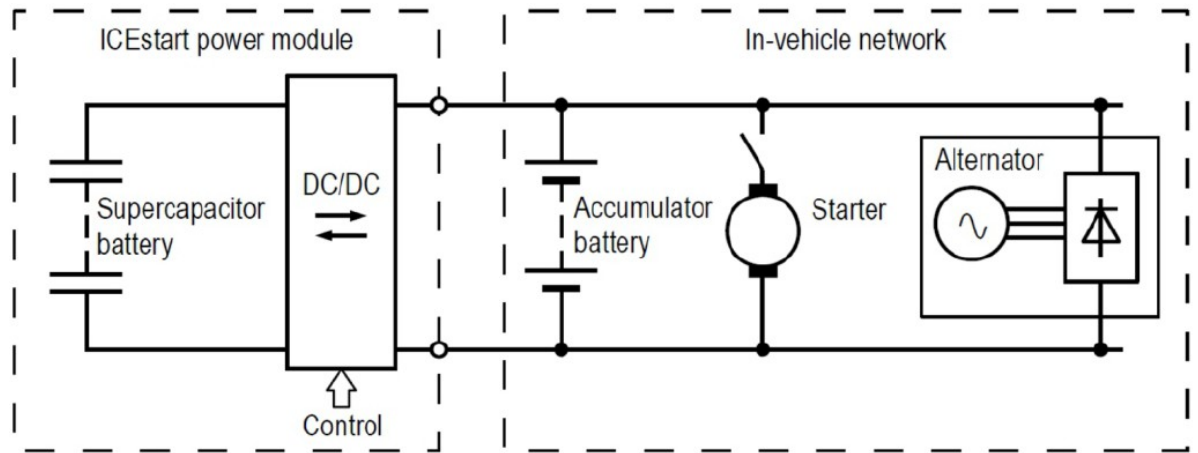 ICEstart power module
In-vehicle network
DC/DC
Supercapacitor
battery
Control
Accumulator
battery
Starter
Alternator